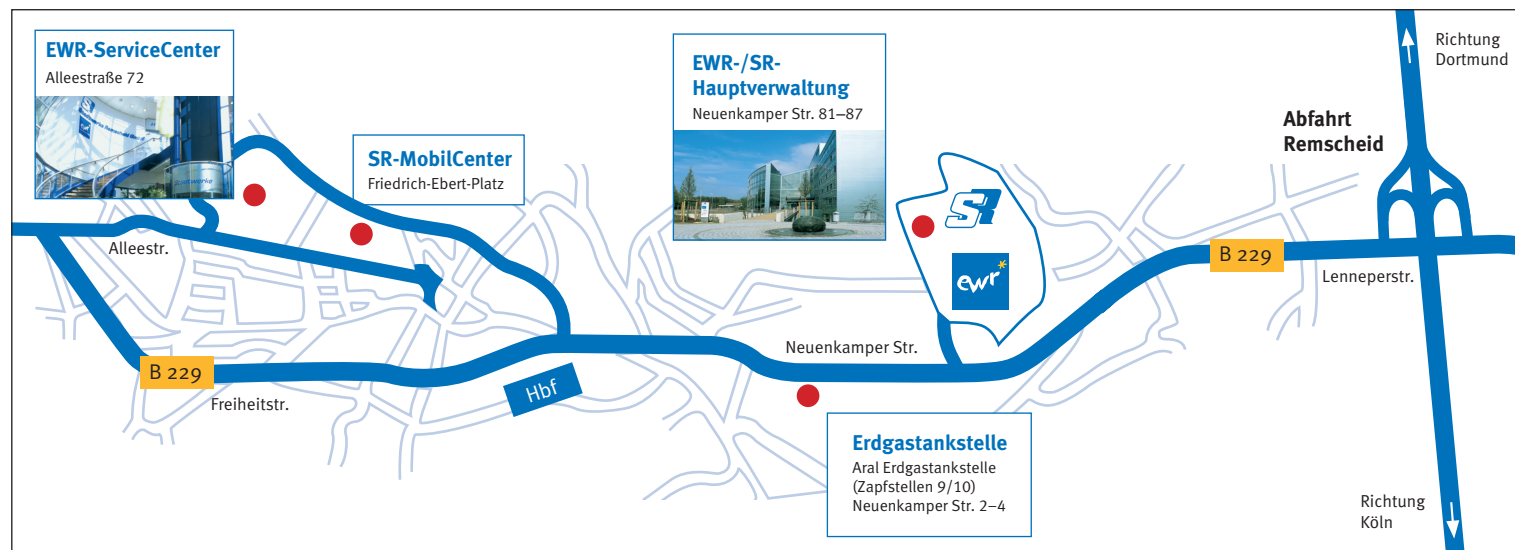 EWR-ServiceCenter
Alleestraße 72
SR-MobilCenter
Friedrich-Ebert-Platz
EWR-/SR-
Hauptverwaltung
Neuenkamper Str. 81–87
SR
ewr*
Richtung
Dortmund
Abfahrt
Remscheid
Alleestr.
B 229
Lenneperstr.
Neuenkamper Str.
B 229
Freiheitstr.
Hbf
Erdgastankstelle
Aral Erdgastankstelle
(Zapfstellen 9/10)
Neuenkamper Str. 2–4
Richtung
Köln